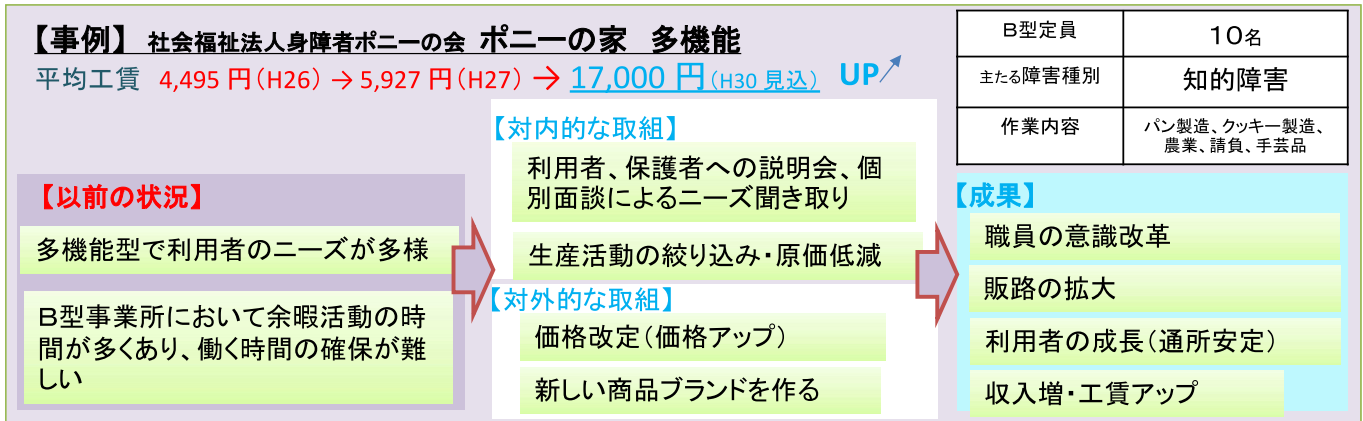 【事例】 社会福祉法人身障者ポニーの会 ポニーの家 多機能
平均工賃 4,495 円(H26) → 5,927 円(H27) → 17,000 円(H30 見込) UP
B型定員 10名
主たる障害種別 知的障害
作業内容 パン製造、クッキー製造、
農業、請負、手芸品
【以前の状況】
多機能型で利用者のニーズが多様
B型事業所において余暇活動の時
間が多くあり、働く時間の確保が難
しい
【対内的な取組】
利用者、保護者への説明会、個
別面談によるニーズ聞き取り
生産活動の絞り込み・原価低減
【対外的な取組】
価格改定(価格アップ)
新しい商品ブランドを作る
【成果】
職員の意識改革
販路の拡大
利用者の成長(通所安定)
収入増・工賃アップ